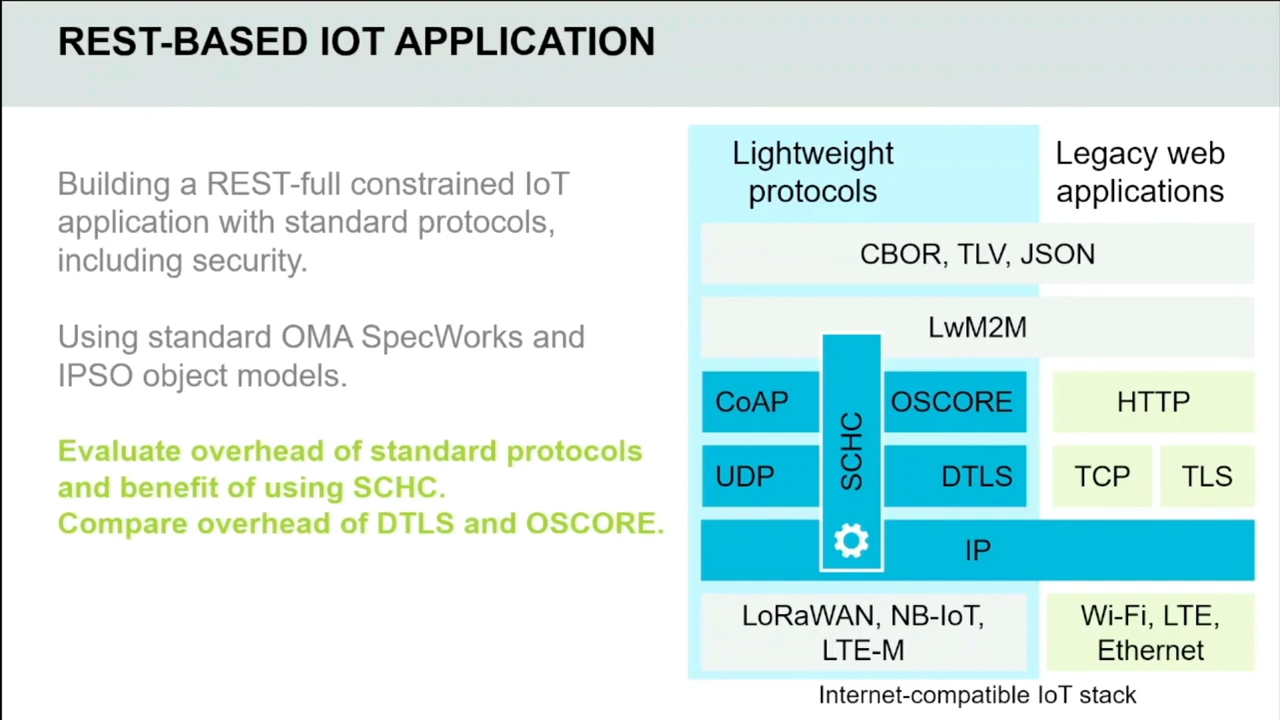 REST-BASED IOT APPLICATION
Building a REST-full constrained IoT
application with standard protocols,
including security.
Using standard OMA SpecWorks and
IPSO object models.
Evaluate overhead of standard protocols
and benefit of using SCHC.
Compare overhead of DTLS and OSCORE.
Lightweight
protocols
Legacy web
applications
CBOR, TLV, JSON
LwM2M
CoAP
SCHC
OSCORE
HTTP
UDP
DTLS
TCP
TLS
IP
LoRaWAN, NB-IoT,
LTE-M
Wi-Fi, LTE,
Ethernet
Internet-compatible IoT stack